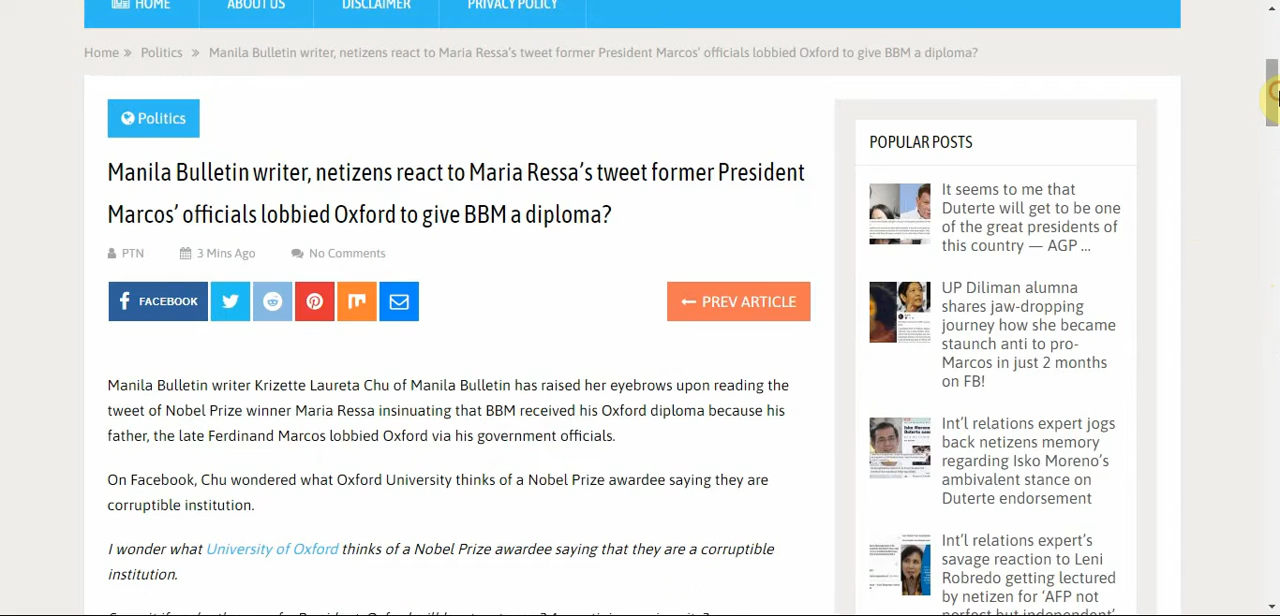 HOME
ABOUT US
DISCLAIMER
PRIVACY POLICY
Home » Politics » Manila Bulletin writer, netizens react to Maria Ressa's tweet former President Marcos' officials lobbied Oxford to give BBM a diploma?
Politics
Manila Bulletin writer, netizens react to Maria Ressa's tweet former President
Marcos' officials lobbied Oxford to give BBM a diploma?
PTN
3 Mins Ago
No Comments
FACEBOOK
PREV ARTICLE
Manila Bulletin writer Krizette Laureta Chu of Manila Bulletin has raised her eyebrows upon reading the
tweet of Nobel Prize winner Maria Ressa insinuating that BBM received his Oxford diploma because his
father, the late Ferdinand Marcos lobbied Oxford via his government officials.
On Facebook, Chu wondered what Oxford University thinks of a Nobel Prize awardee saying they are
corruptible institution.
I wonder what University of Oxford thinks of a Nobel Prize awardee saying that they are a corruptible
institution.
POPULAR POSTS
It seems to me that
Duterte will get to be one
of the great presidents of
this country — AGP ...
UP Diliman alumna
shares jaw-dropping
journey how she became
staunch anti to pro-
Marcos in just 2 months
on FB!
Int'l relations expert jogs
back netizens memory
regarding Isko Moreno's
ambivalent stance on
Duterte endorsement
Int'l relations expert's
savage reaction to Leni
Robredo getting lectured
by netizen for 'AFP not
perfect but independent'